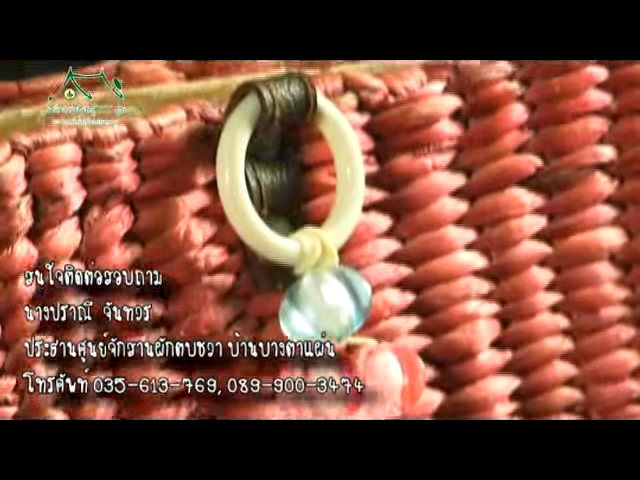 สนใจติดต่อสอบถาม
นางปราณี จันทวร
ประธานศูนย์จักสานผักตบชวา บ้านบางตาแผ่น
โทรศัพท์ 035-613-769, 089-900-3474